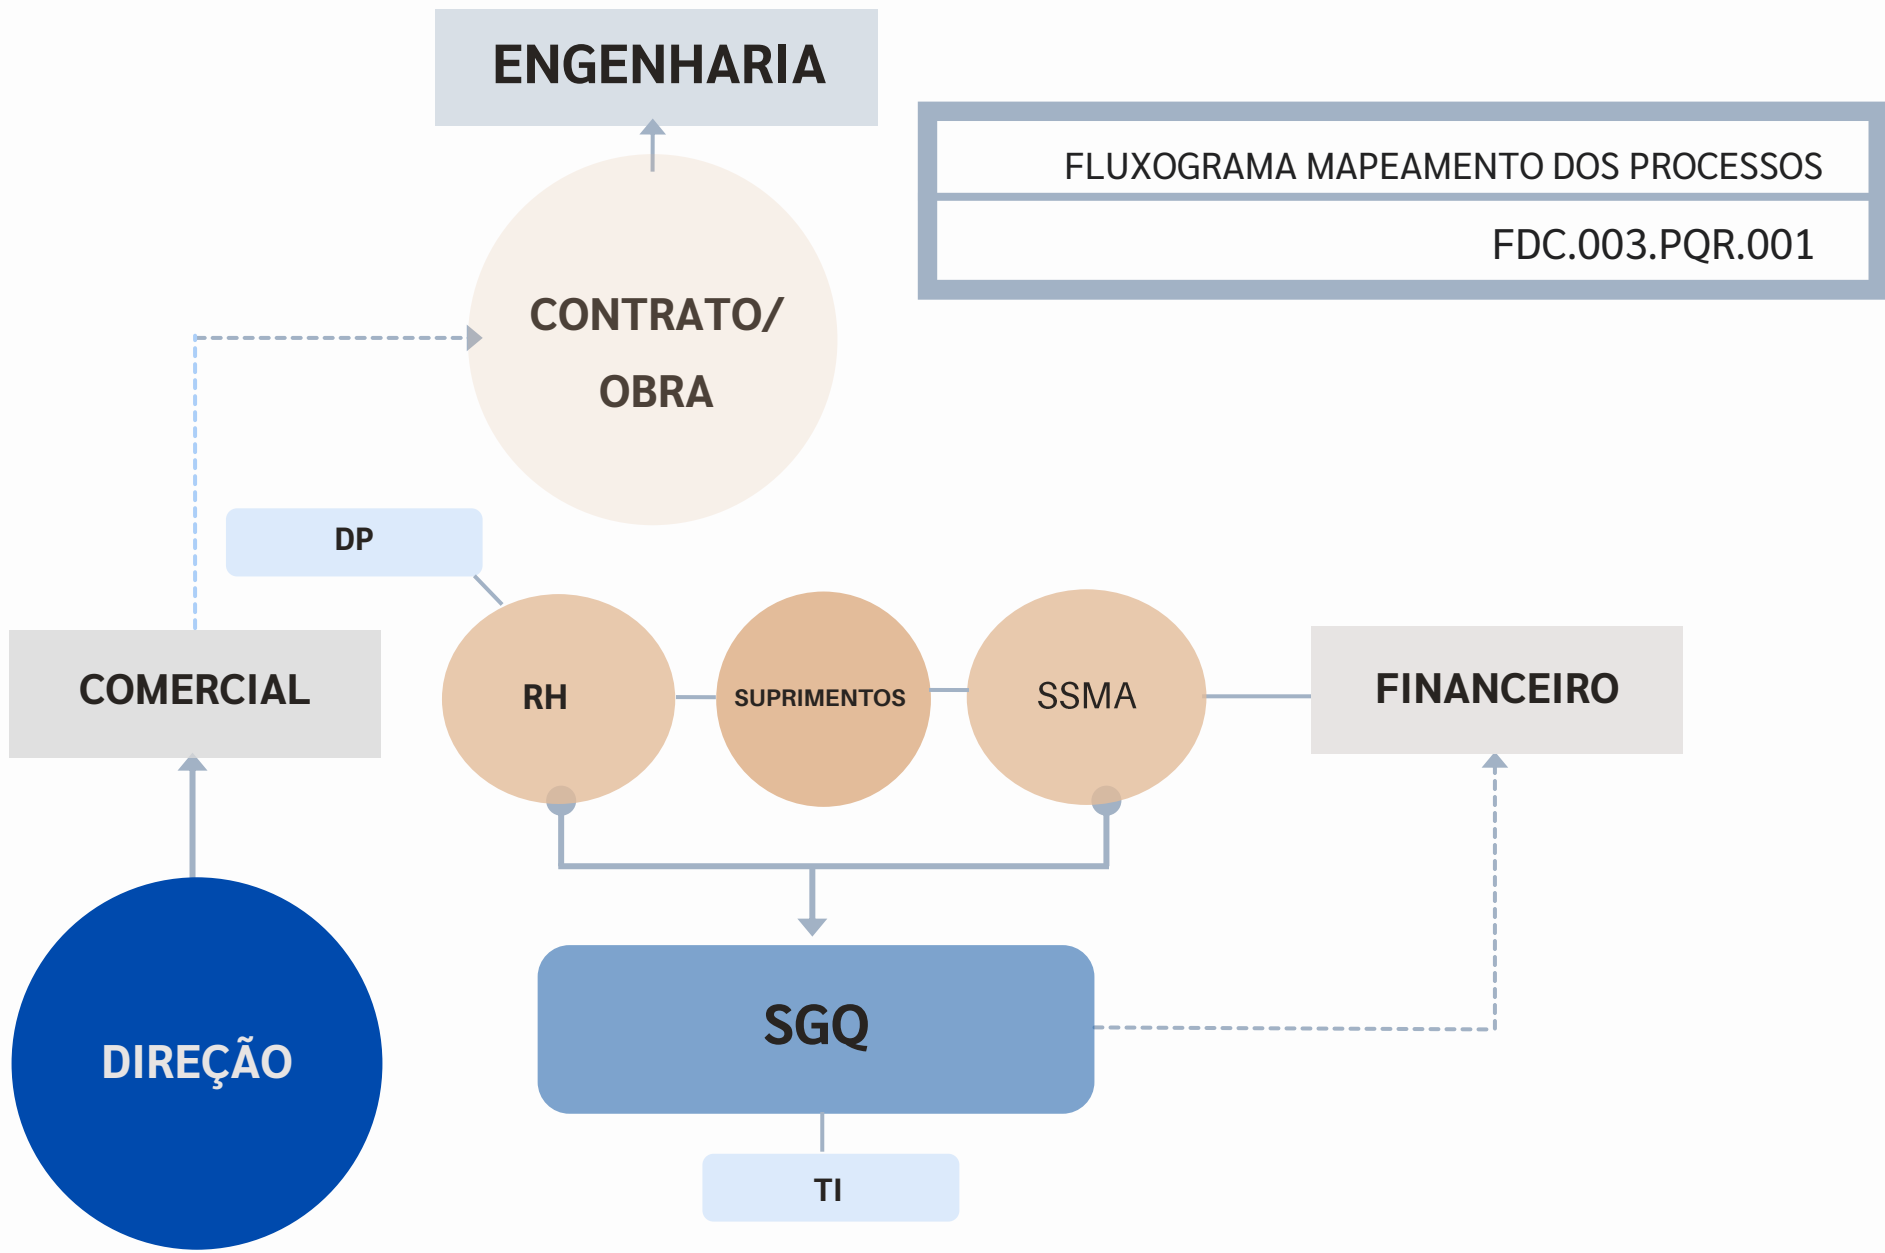 ENGENHARIA
FLUXOGRAMA MAPEAMENTO DOS PROCESSOS
FDC.003.PQR.001
CONTRATO/
OBRA
DP
COMERCIAL
RH
SUPRIMENTOS
SSMA
FINANCEIRO
DIREÇÃO
SGQ
TI